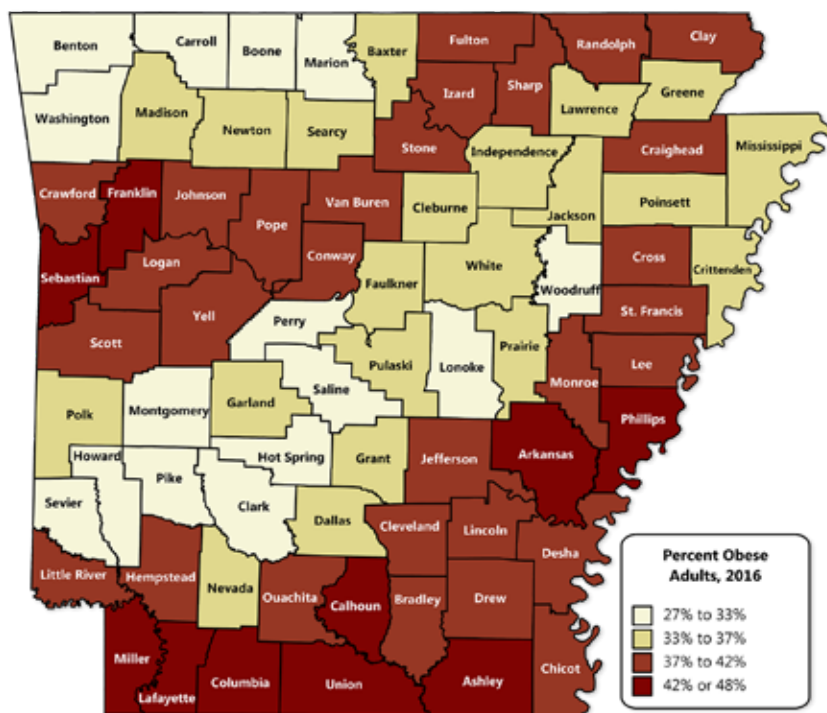 Benton
Carroll
Boone
Marion
Baxter
Fulton
Randolph
Clay
Izard
Sharp
Lawrence
Greene
Washington
Madison
Newton
Searcy
Stone
Independence
Craighead
Mississippi
Crawford
Franklin
Johnson
Pope
Van Buren
Cleburne
Jackson
Poinsett
Sebastian
Logan
Conway
Faulkner
White
Woodruff
Cross
Crittenden
Scott
Yell
Perry
Pulaski
Lonoke
Prairie
St. Francis
Monroe
Lee
Phillips
Polk
Montgomery
Garland
Saline
Hot Spring
Grant
Jefferson
Arkansas
Howard
Pike
Clark
Dallas
Cleveland
Lincoln
Desha
Sevier
Little River
Hempstead
Nevada
Ouachita
Calhoun
Bradley
Drew
Chicot
Miller
Lafayette
Columbia
Union
Ashley
Percent Obese
Adults, 2016
27% to 33%
33% to 37%
37% to 42%
42% or 48%